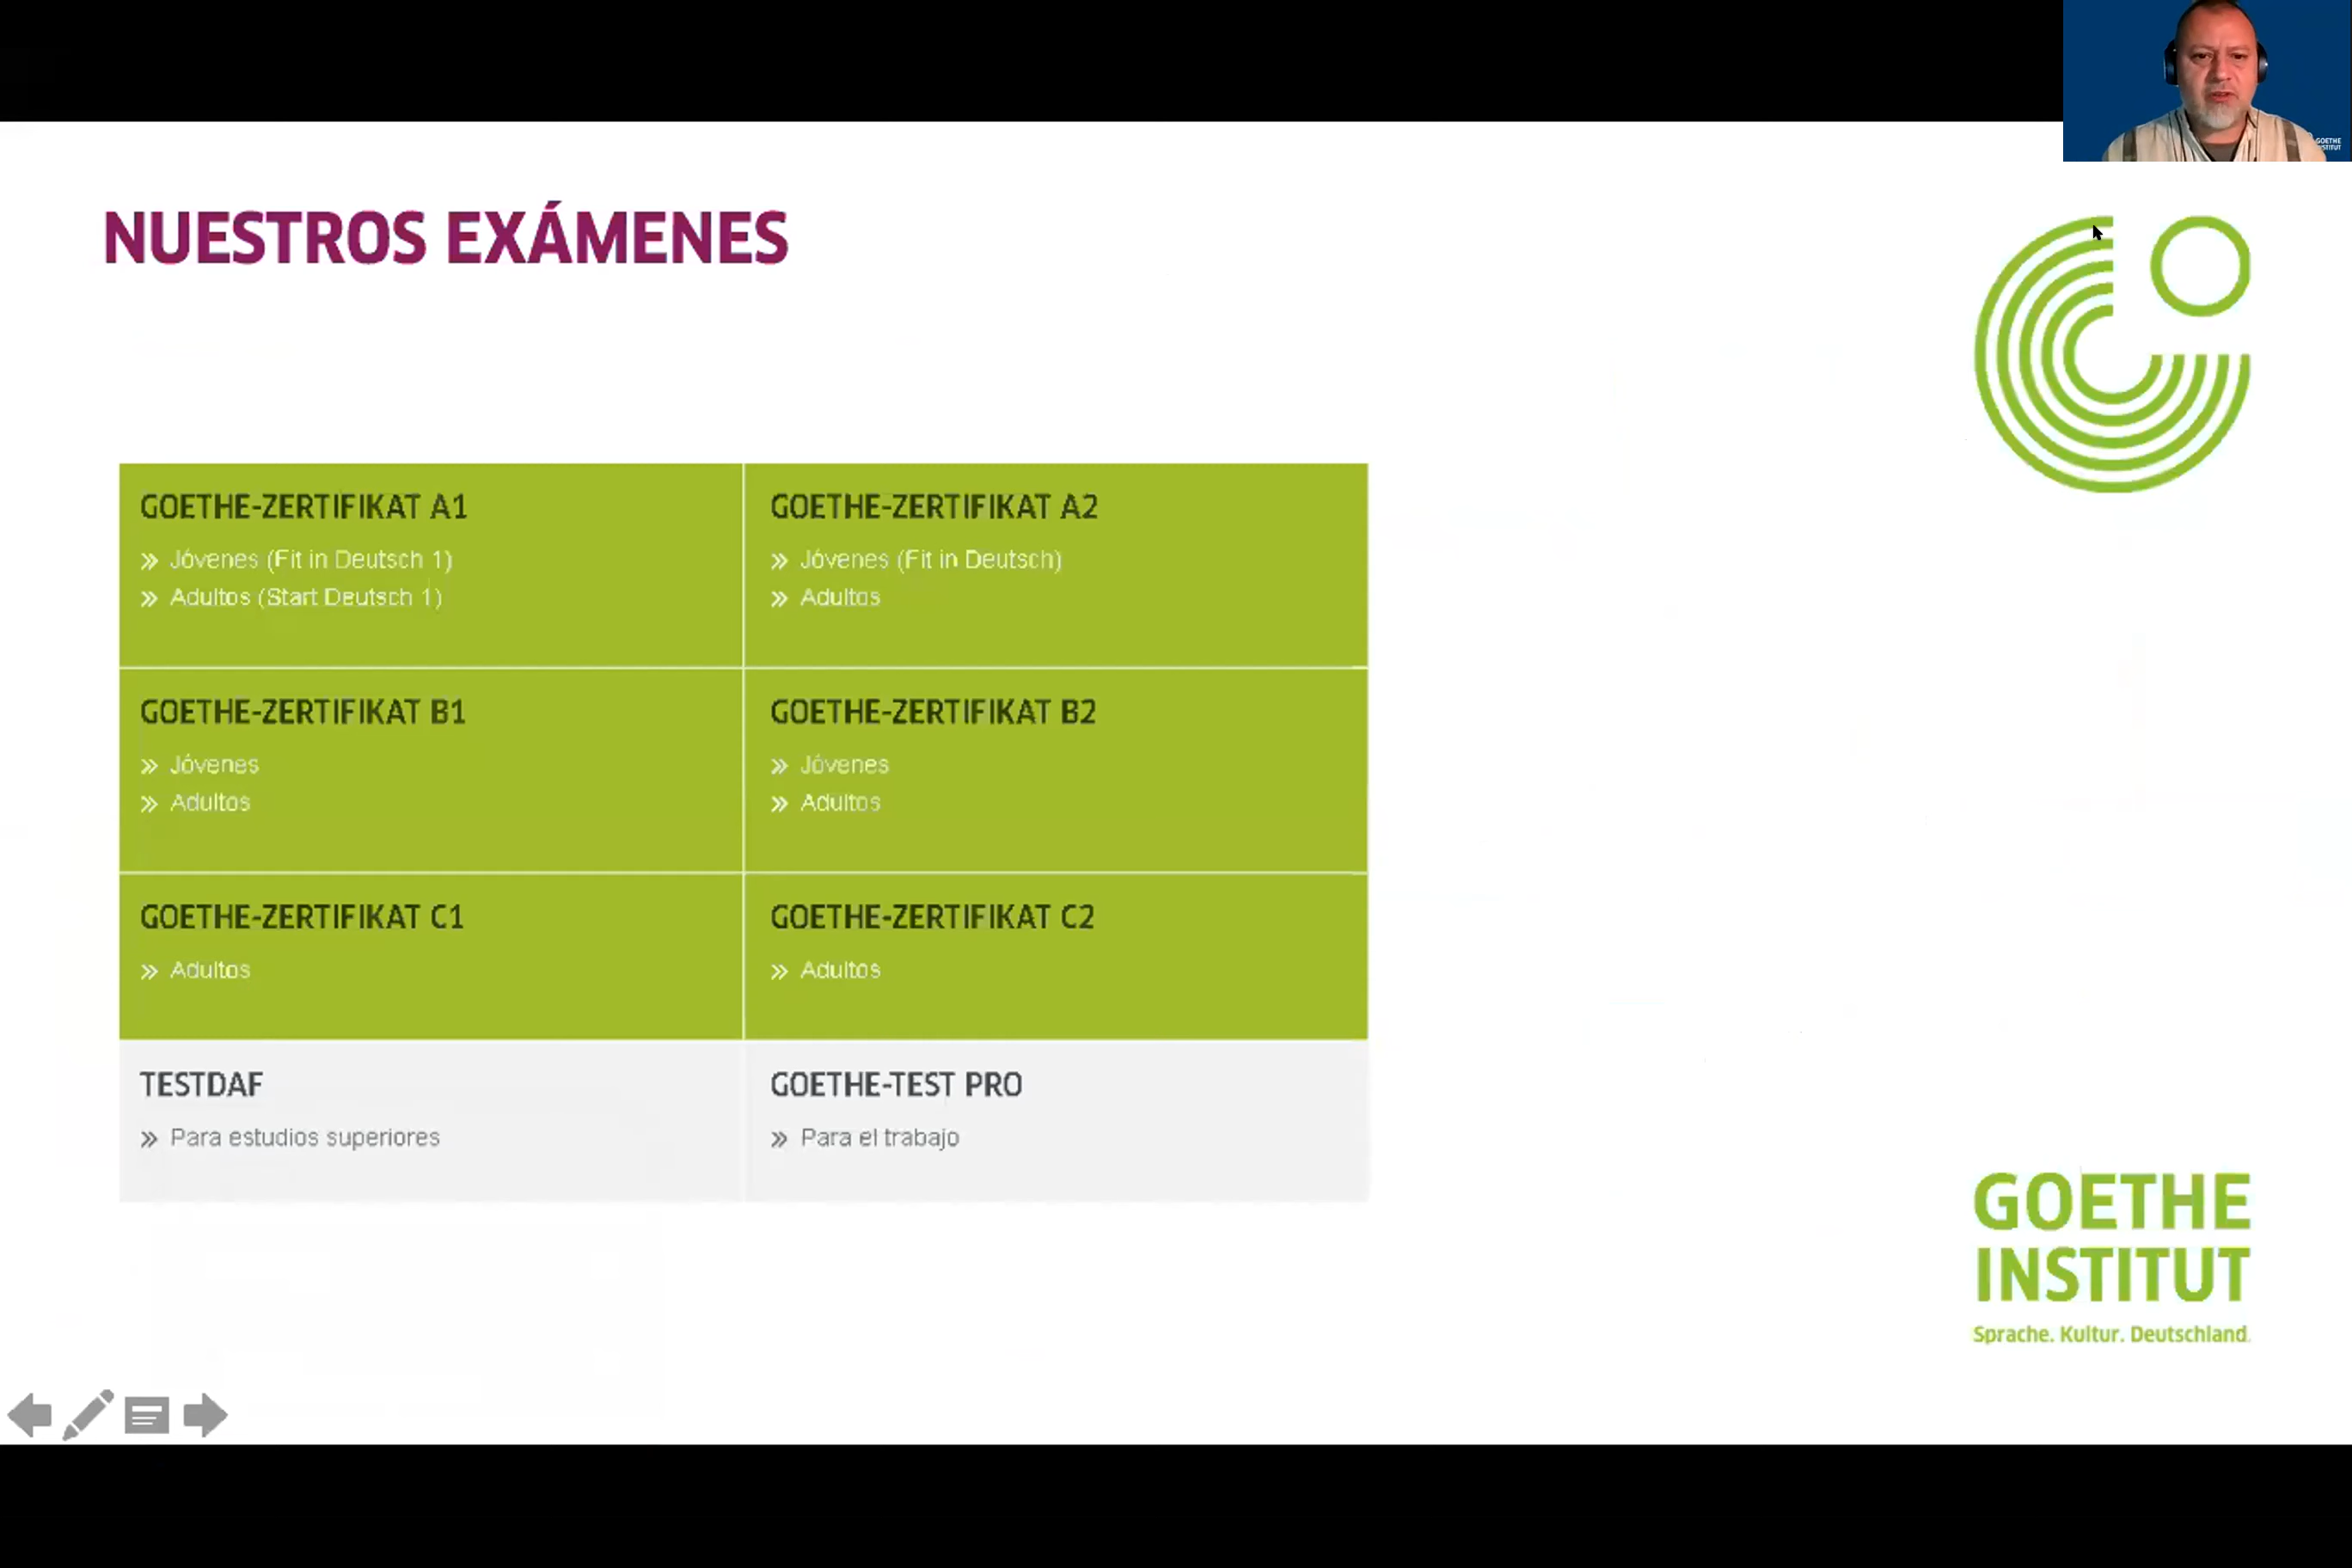 GOETHE
INSTITUT
NUESTROS EXÁMENES
GOETHE-ZERTIFIKAT A1
» Jóvenes (Fit in Deutsch 1)
» Adultos (Start Deutsch 1)
GOETHE-ZERTIFIKAT A2
» Jóvenes (Fit in Deutsch)
» Adultos
GOETHE-ZERTIFIKAT B1
» Jóvenes
» Adultos
GOETHE-ZERTIFIKAT B2
» Jóvenes
» Adultos
GOETHE-ZERTIFIKAT C1
» Adultos
GOETHE-ZERTIFIKAT C2
» Adultos
TESTDAF
» Para estudios superiores
GOETHE-TEST PRO
» Para el trabajo
GOETHE
INSTITUT
Sprache. Kultur. Deutschland.